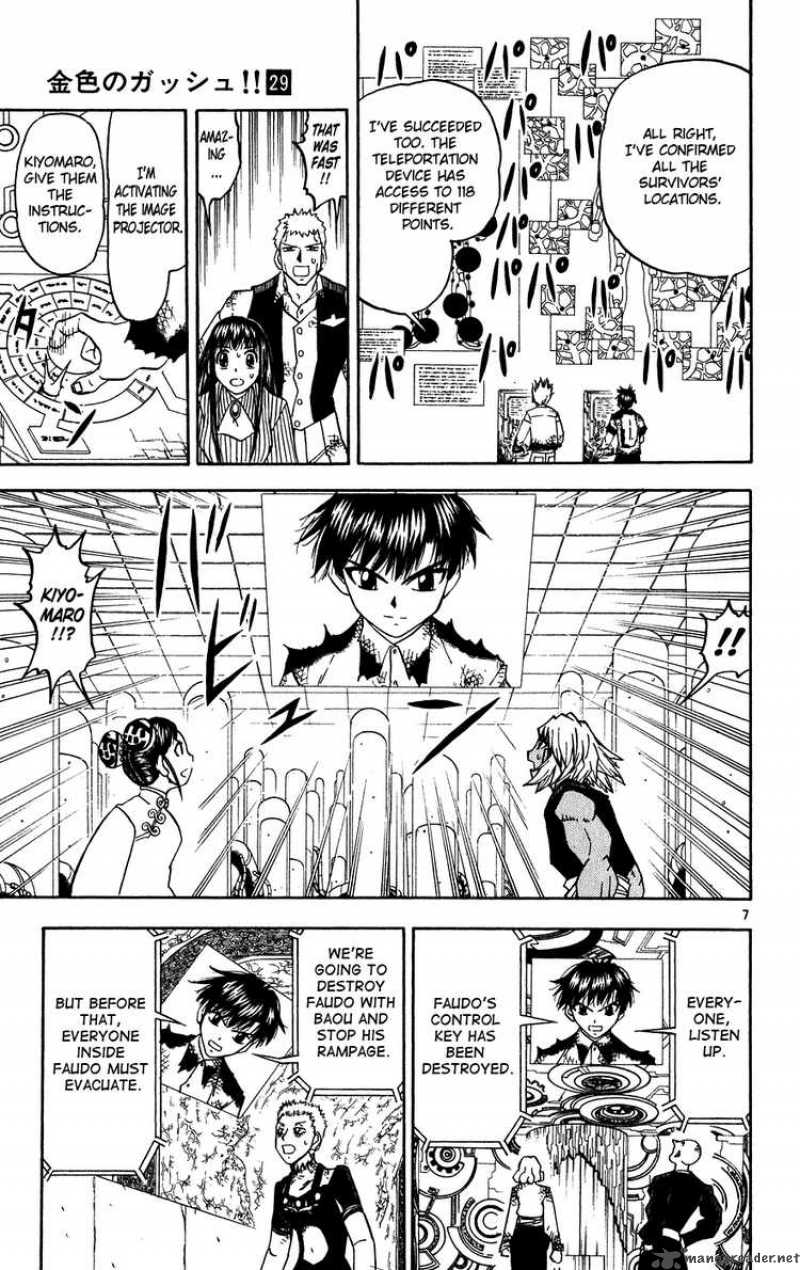 金色のガッシュ!! 29
ALL RIGHT,
I'VE CONFIRMED
ALL THE
SURVIVORS'
LOCATIONS.
I'VE SUCCEEDED
TOO. THE
TELEPORTATION
DEVICE HAS
ACCESS TO 118
DIFFERENT
POINTS.
THAT
WAS
FAST
!!
AMAZ-
ING
...
I'M
ACTIVATING
THE IMAGE
PROJECTOR.
KIYOMARO,
GIVE THEM
THE
INSTRUC-
TIONS.
!!
KIYO-
MARO
!!?
7
EVERY-
ONE,
LISTEN
UP.
FAUDO'S
CONTROL
KEY HAS
BEEN
DESTROYED.
WE'RE
GOING TO
DESTROY
FAUDO WITH
BAOU AND
STOP HIS
RAMPAGE.
BUT BEFORE
THAT,
EVERYONE
INSIDE
FAUDO MUST
EVACUATE.
mangareader.net